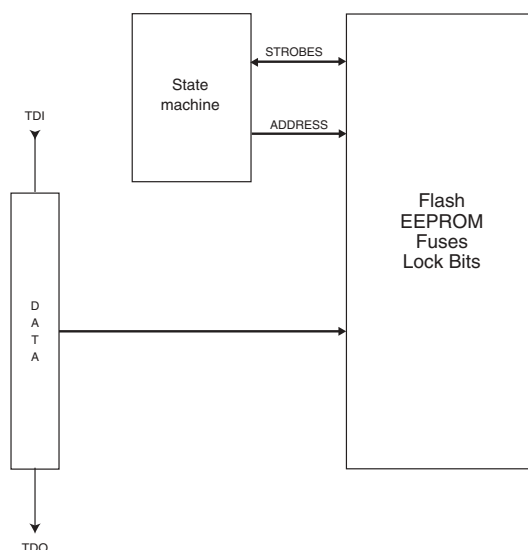 STROBES
State
machine
ADDRESS
TDI
Flash
EEPROM
Fuses
Lock Bits
D
A
T
A
TDO